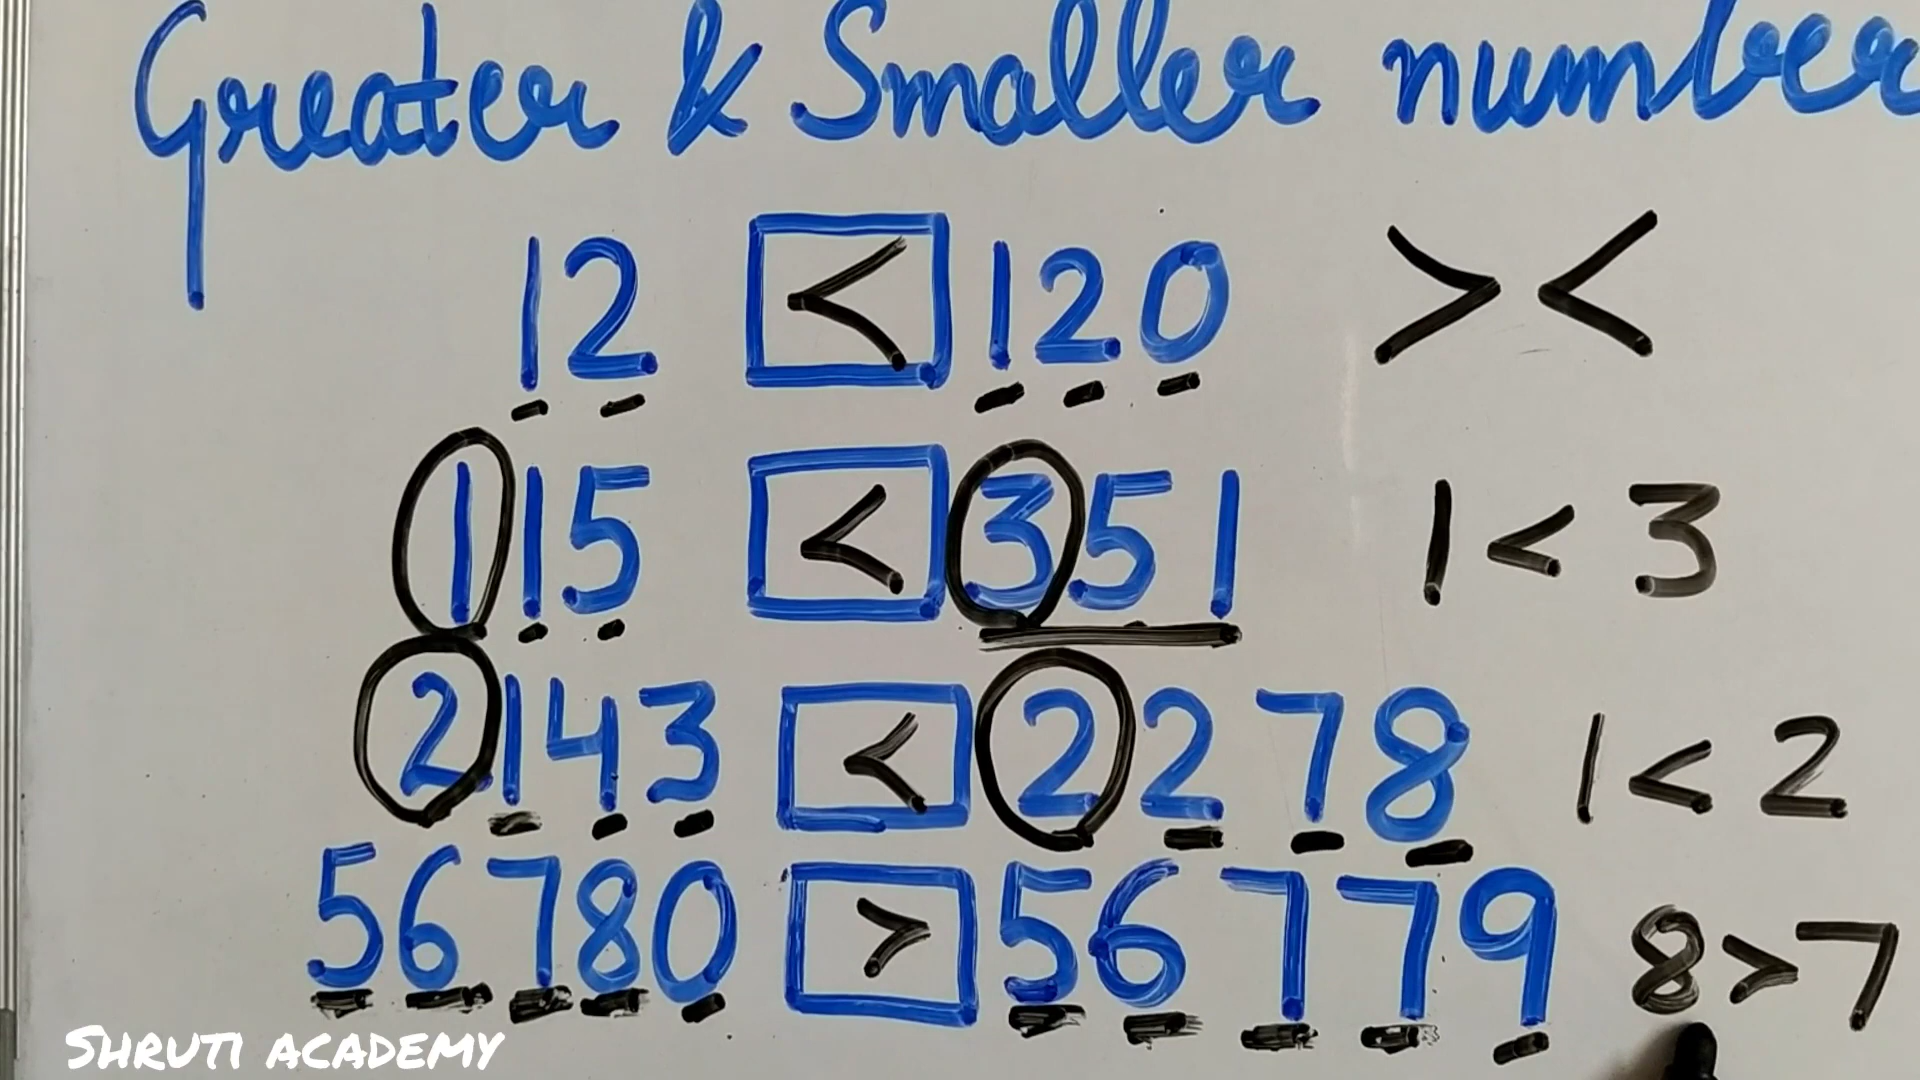 Greater & Smaller number
12 < 120 > <
115 < 351 1 < 3
2143 < 2278 1 < 2
56780 > 56779 8 > 7
SHRUTI ACADEMY